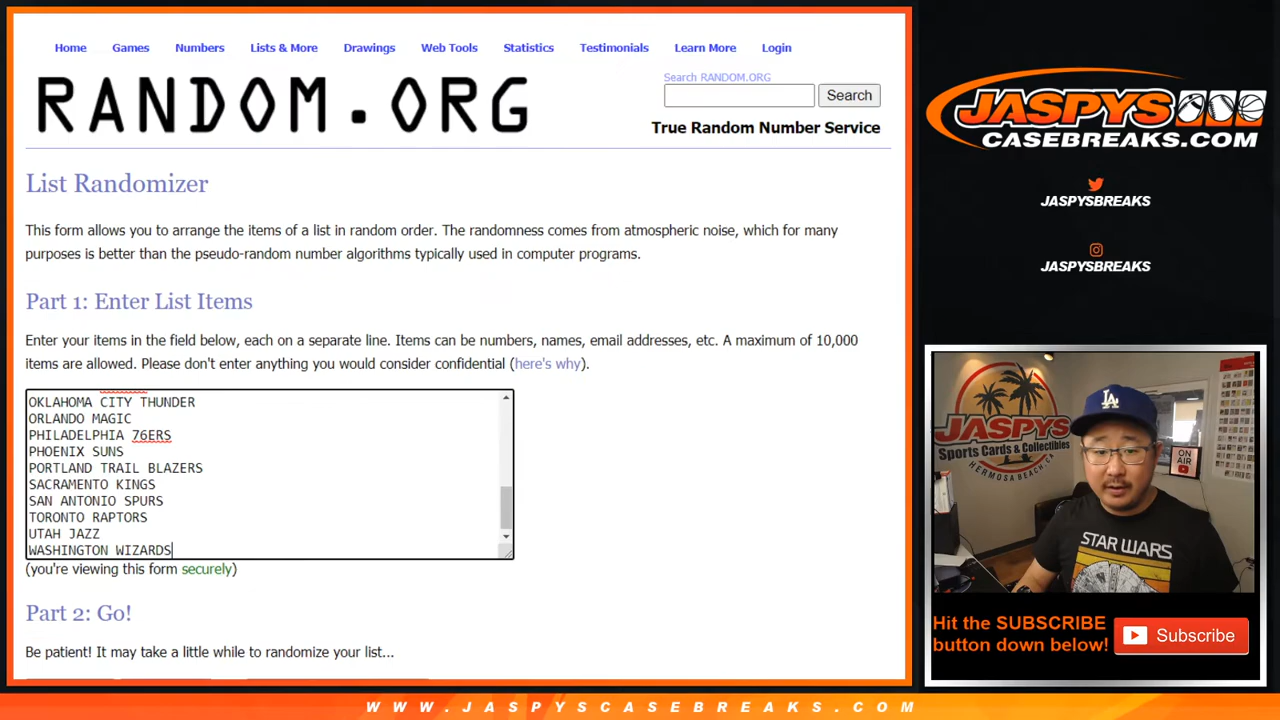 Home Games Numbers Lists & More Drawings Web Tools Statistics Testimonials Learn More Login
RANDOM.ORG
Search RANDOM.ORG
Search
True Random Number Service
List Randomizer
This form allows you to arrange the items of a list in random order. The randomness comes from atmospheric noise, which for many
purposes is better than the pseudo-random number algorithms typically used in computer programs.
Part 1: Enter List Items
Enter your items in the field below, each on a separate line. Items can be numbers, names, email addresses, etc. A maximum of 10,000
items are allowed. Please don't enter anything you would consider confidential (here's why).
OKLAHOMA CITY THUNDER
ORLANDO MAGIC
PHILADELPHIA 76ERS
PHOENIX SUNS
PORTLAND TRAIL BLAZERS
SACRAMENTO KINGS
SAN ANTONIO SPURS
TORONTO RAPTORS
UTAH JAZZ
WASHINGTON WIZARDS
(you're viewing this form securely)
Part 2: Go!
Be patient! It may take a little while to randomize your list...
JASPYS
CASEBREAKS.COM
JASPYSBREAKS
JASPYSBREAKS
JASPYS
Sports Cards & Collectibles
HERMOSA BEACH, CA
LA
ON
AIR
STAR WARS
Hit the SUBSCRIBE
button down below!
Subscribe
WWW.JASPYSCASEBREAKS.COM